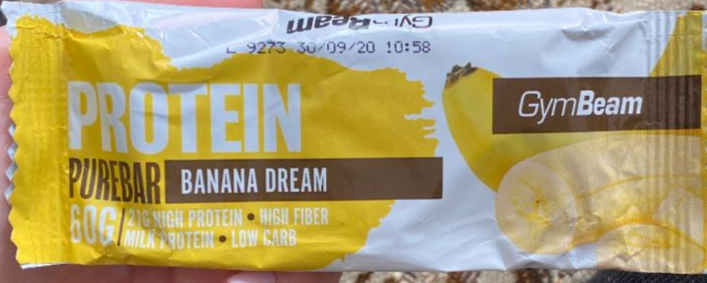 GymBeam
L 9273 30/09/20 10:58
PROTEIN
GymBeam
PUREBAR BANANA DREAM
60G 21G HIGH PROTEIN • HIGH FIBER
MILK PROTEIN • LOW CARB